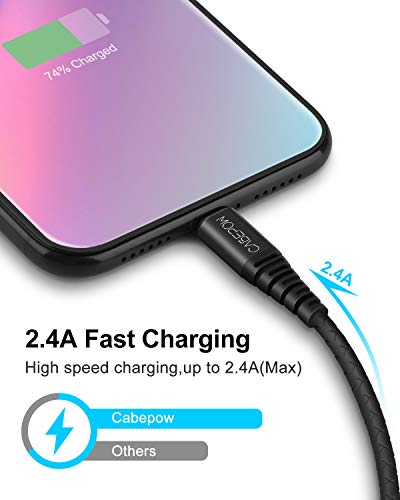 74% Charged
CABEPOW
2.4A
2.4A Fast Charging
High speed charging,up to 2.4A(Max)
Cabepow
Others